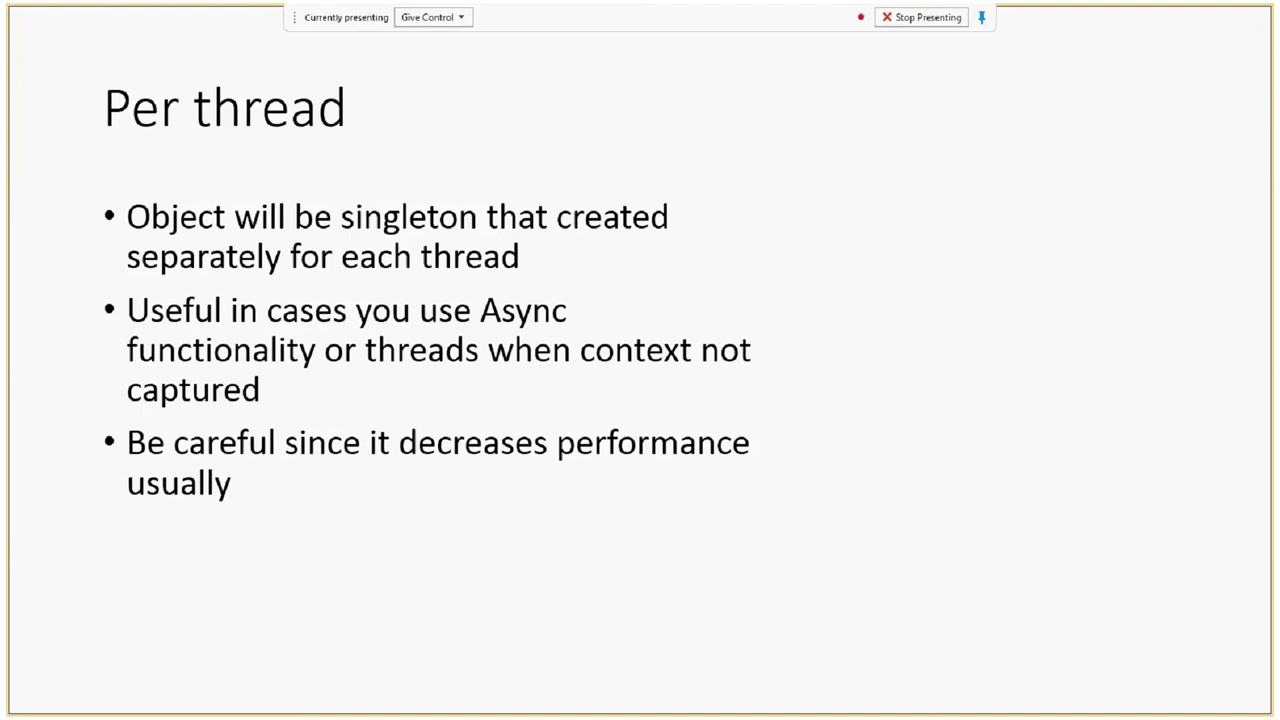 Currently presenting Give Control Stop Presenting
Per thread
• Object will be singleton that created
separately for each thread
• Useful in cases you use Async
functionality or threads when context not
captured
• Be careful since it decreases performance
usually